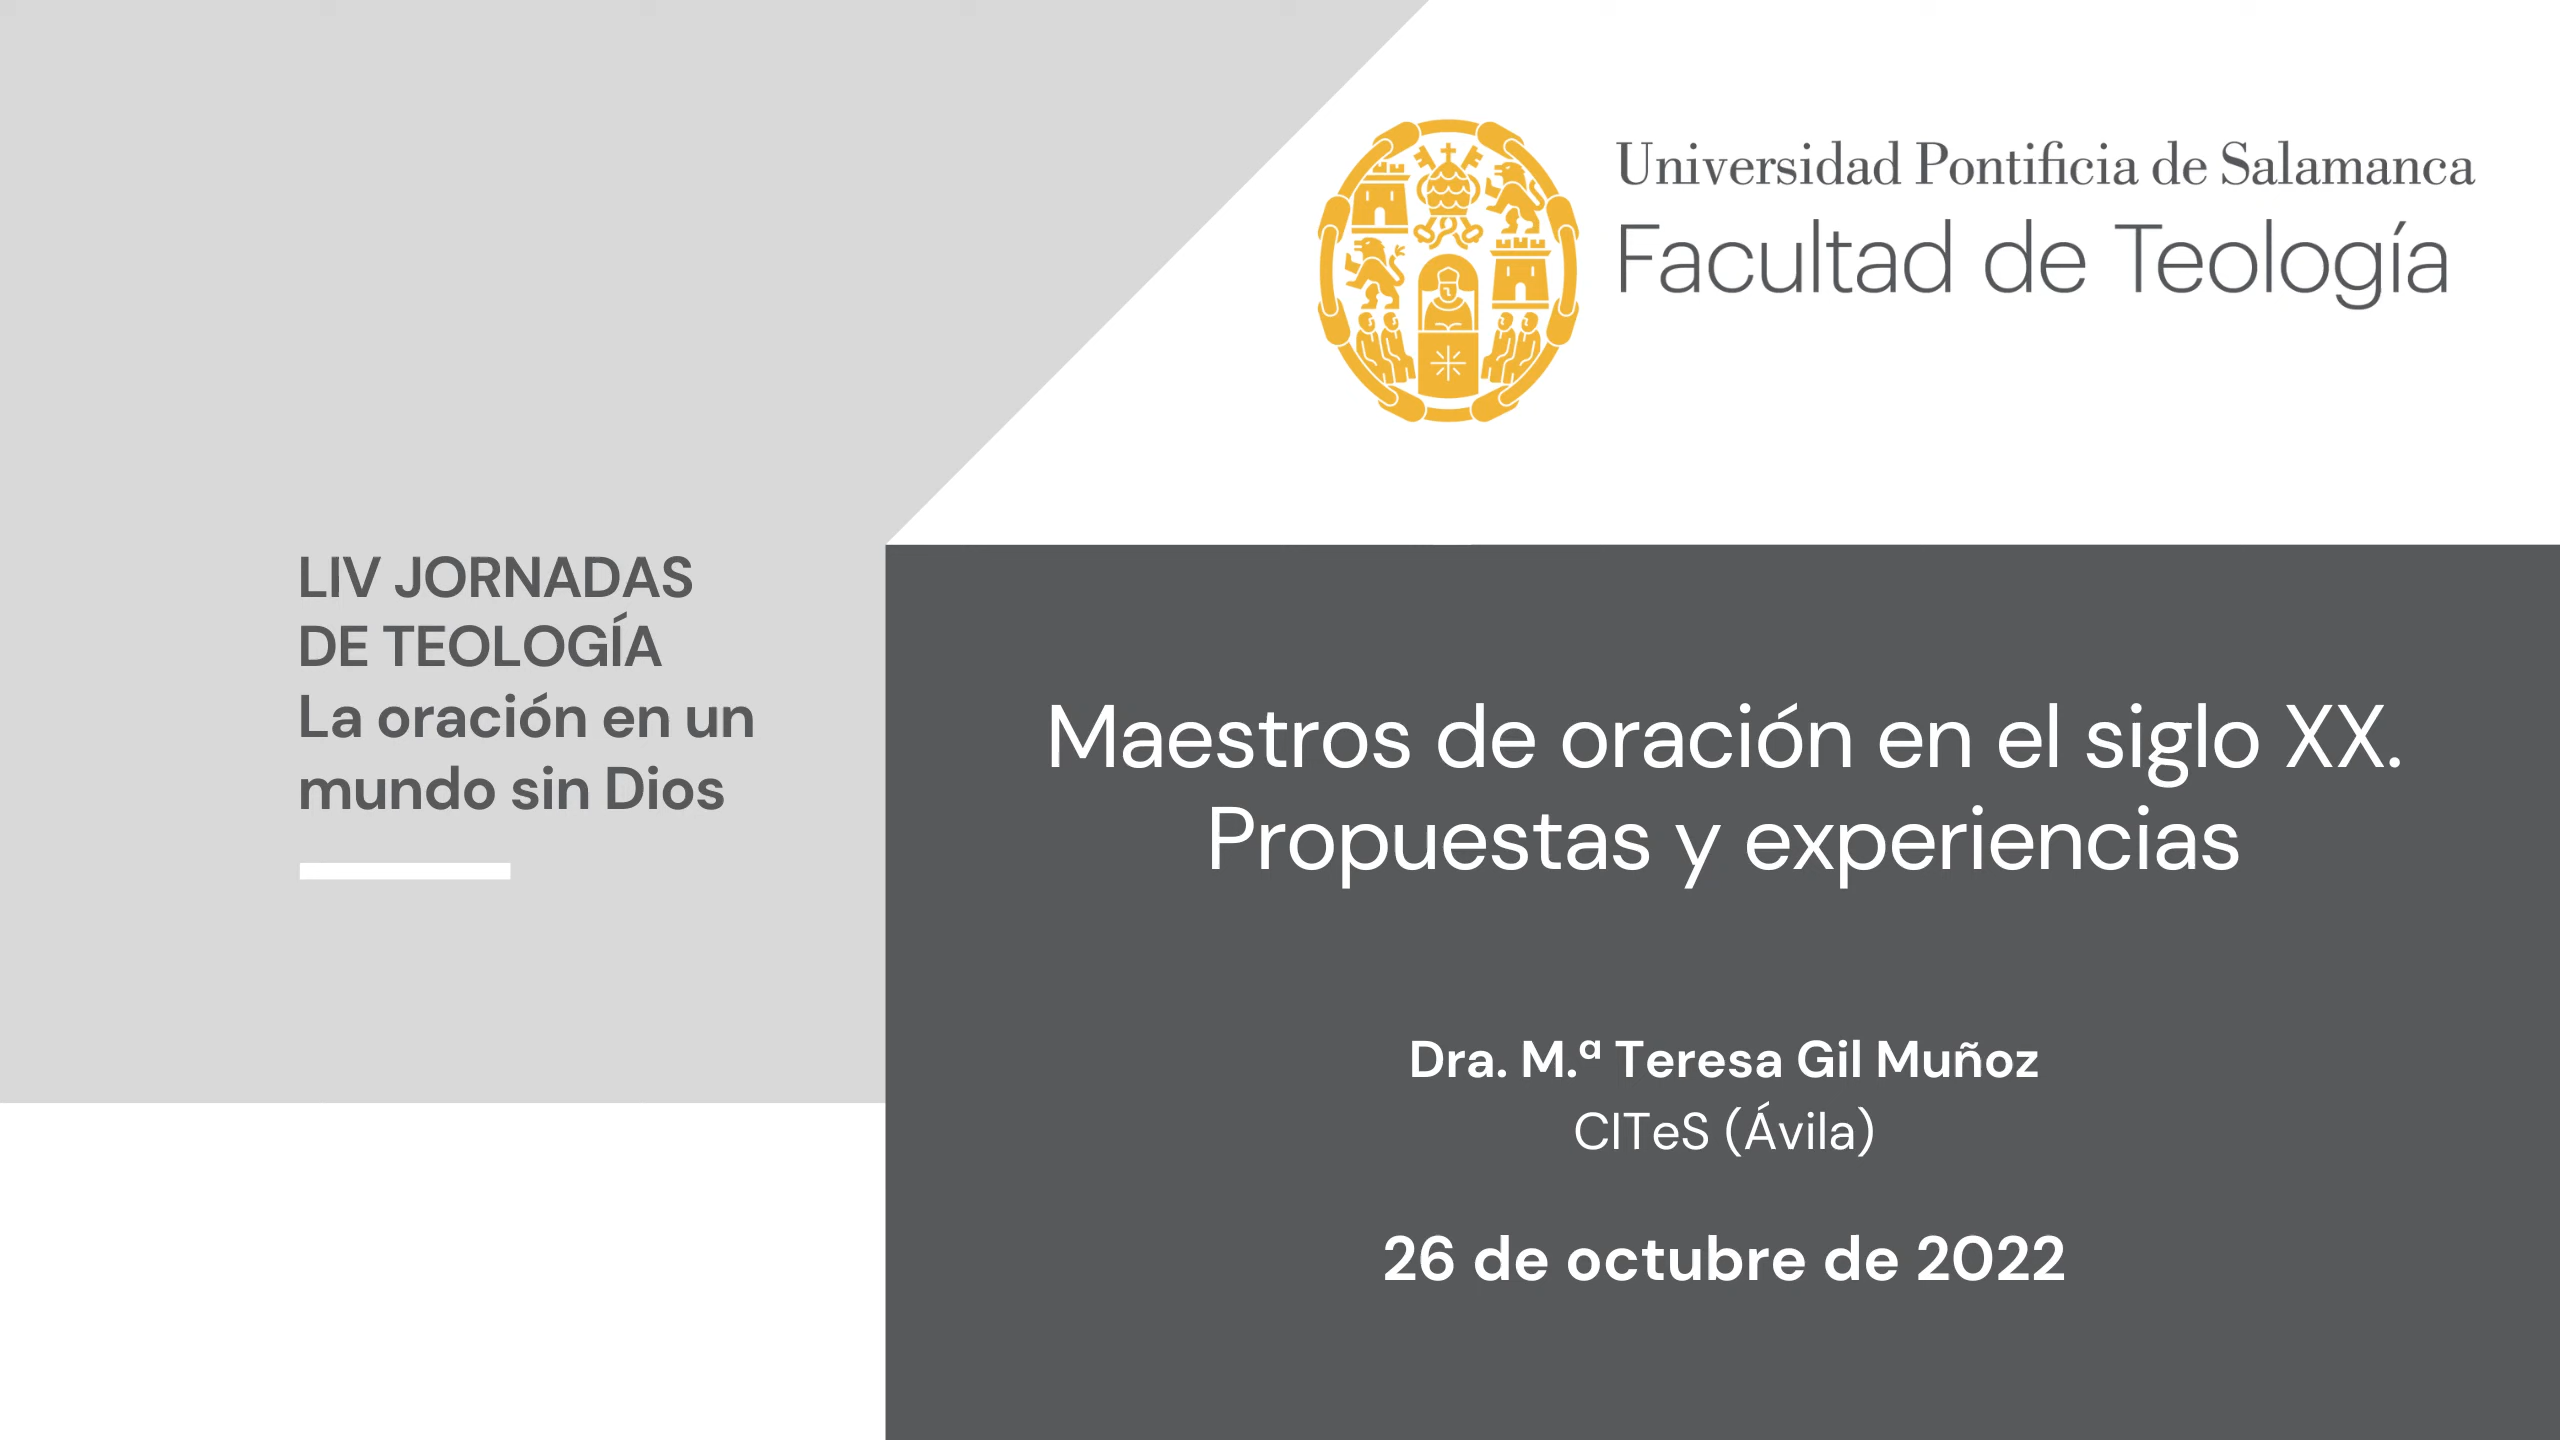 Universidad Pontificia de Salamanca
Facultad de Teología
LIV JORNADAS
DE TEOLOGÍA
La oración en un
mundo sin Dios
Maestros de oración en el siglo XX.
Propuestas y experiencias
Dra. M.ª Teresa Gil Muñoz
CITeS (Ávila)
26 de octubre de 2022